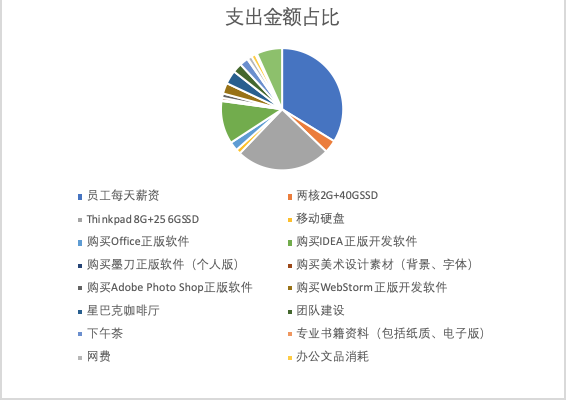 支出金额占比
员工每天薪资 两核2G+40GSSD
Thinkpad 8G+25 6GSSD 移动硬盘
购买Office正版软件 购买IDEA正版开发软件
购买墨刀正版软件（个人版） 购买美术设计素材（背景、字体）
购买Adobe Photo Shop正版软件 购买WebStorm正版开发软件
星巴克咖啡厅 团队建设
下午茶 专业书籍资料（包括纸质、电子版）
网费 办公文品消耗